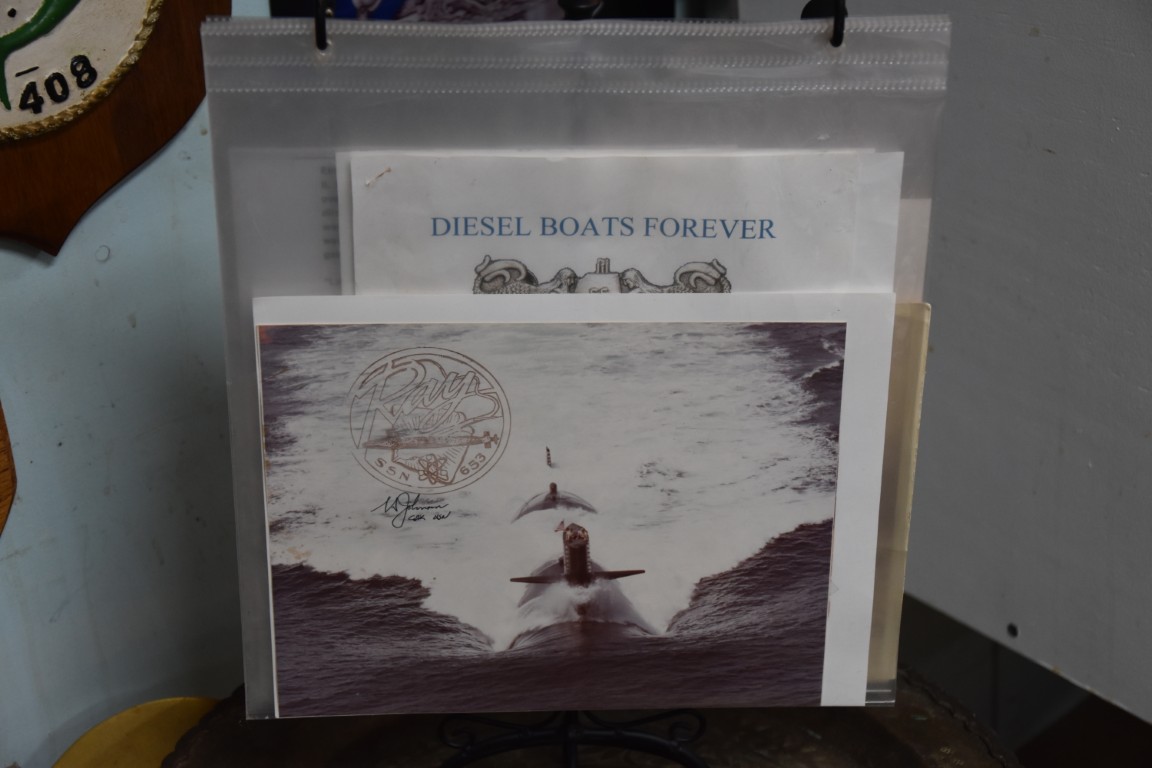 408
DIESEL BOATS FOREVER
Ray
SSN 653